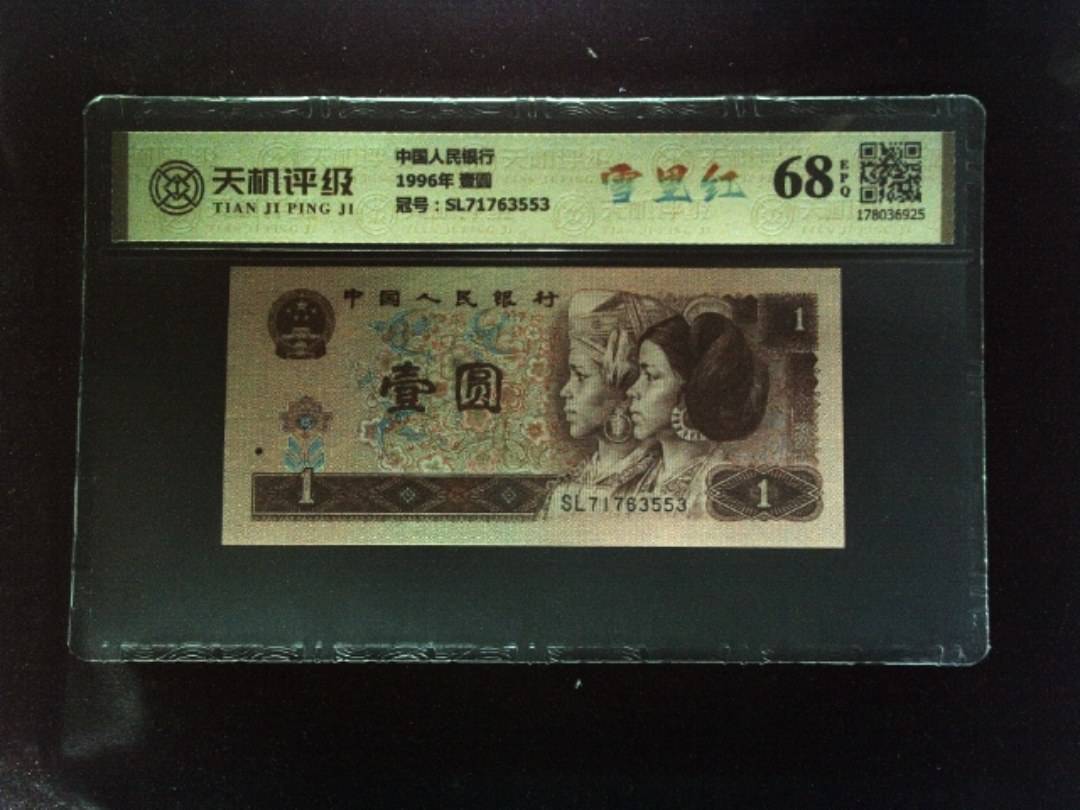 天机评级
TIAN JI PING JI
中国人民银行
1996年 壹圆
冠号：SL71763553
雪里红
68
EPQ
178036925
中国人民银行
壹圆
1
1
SL71763553
1